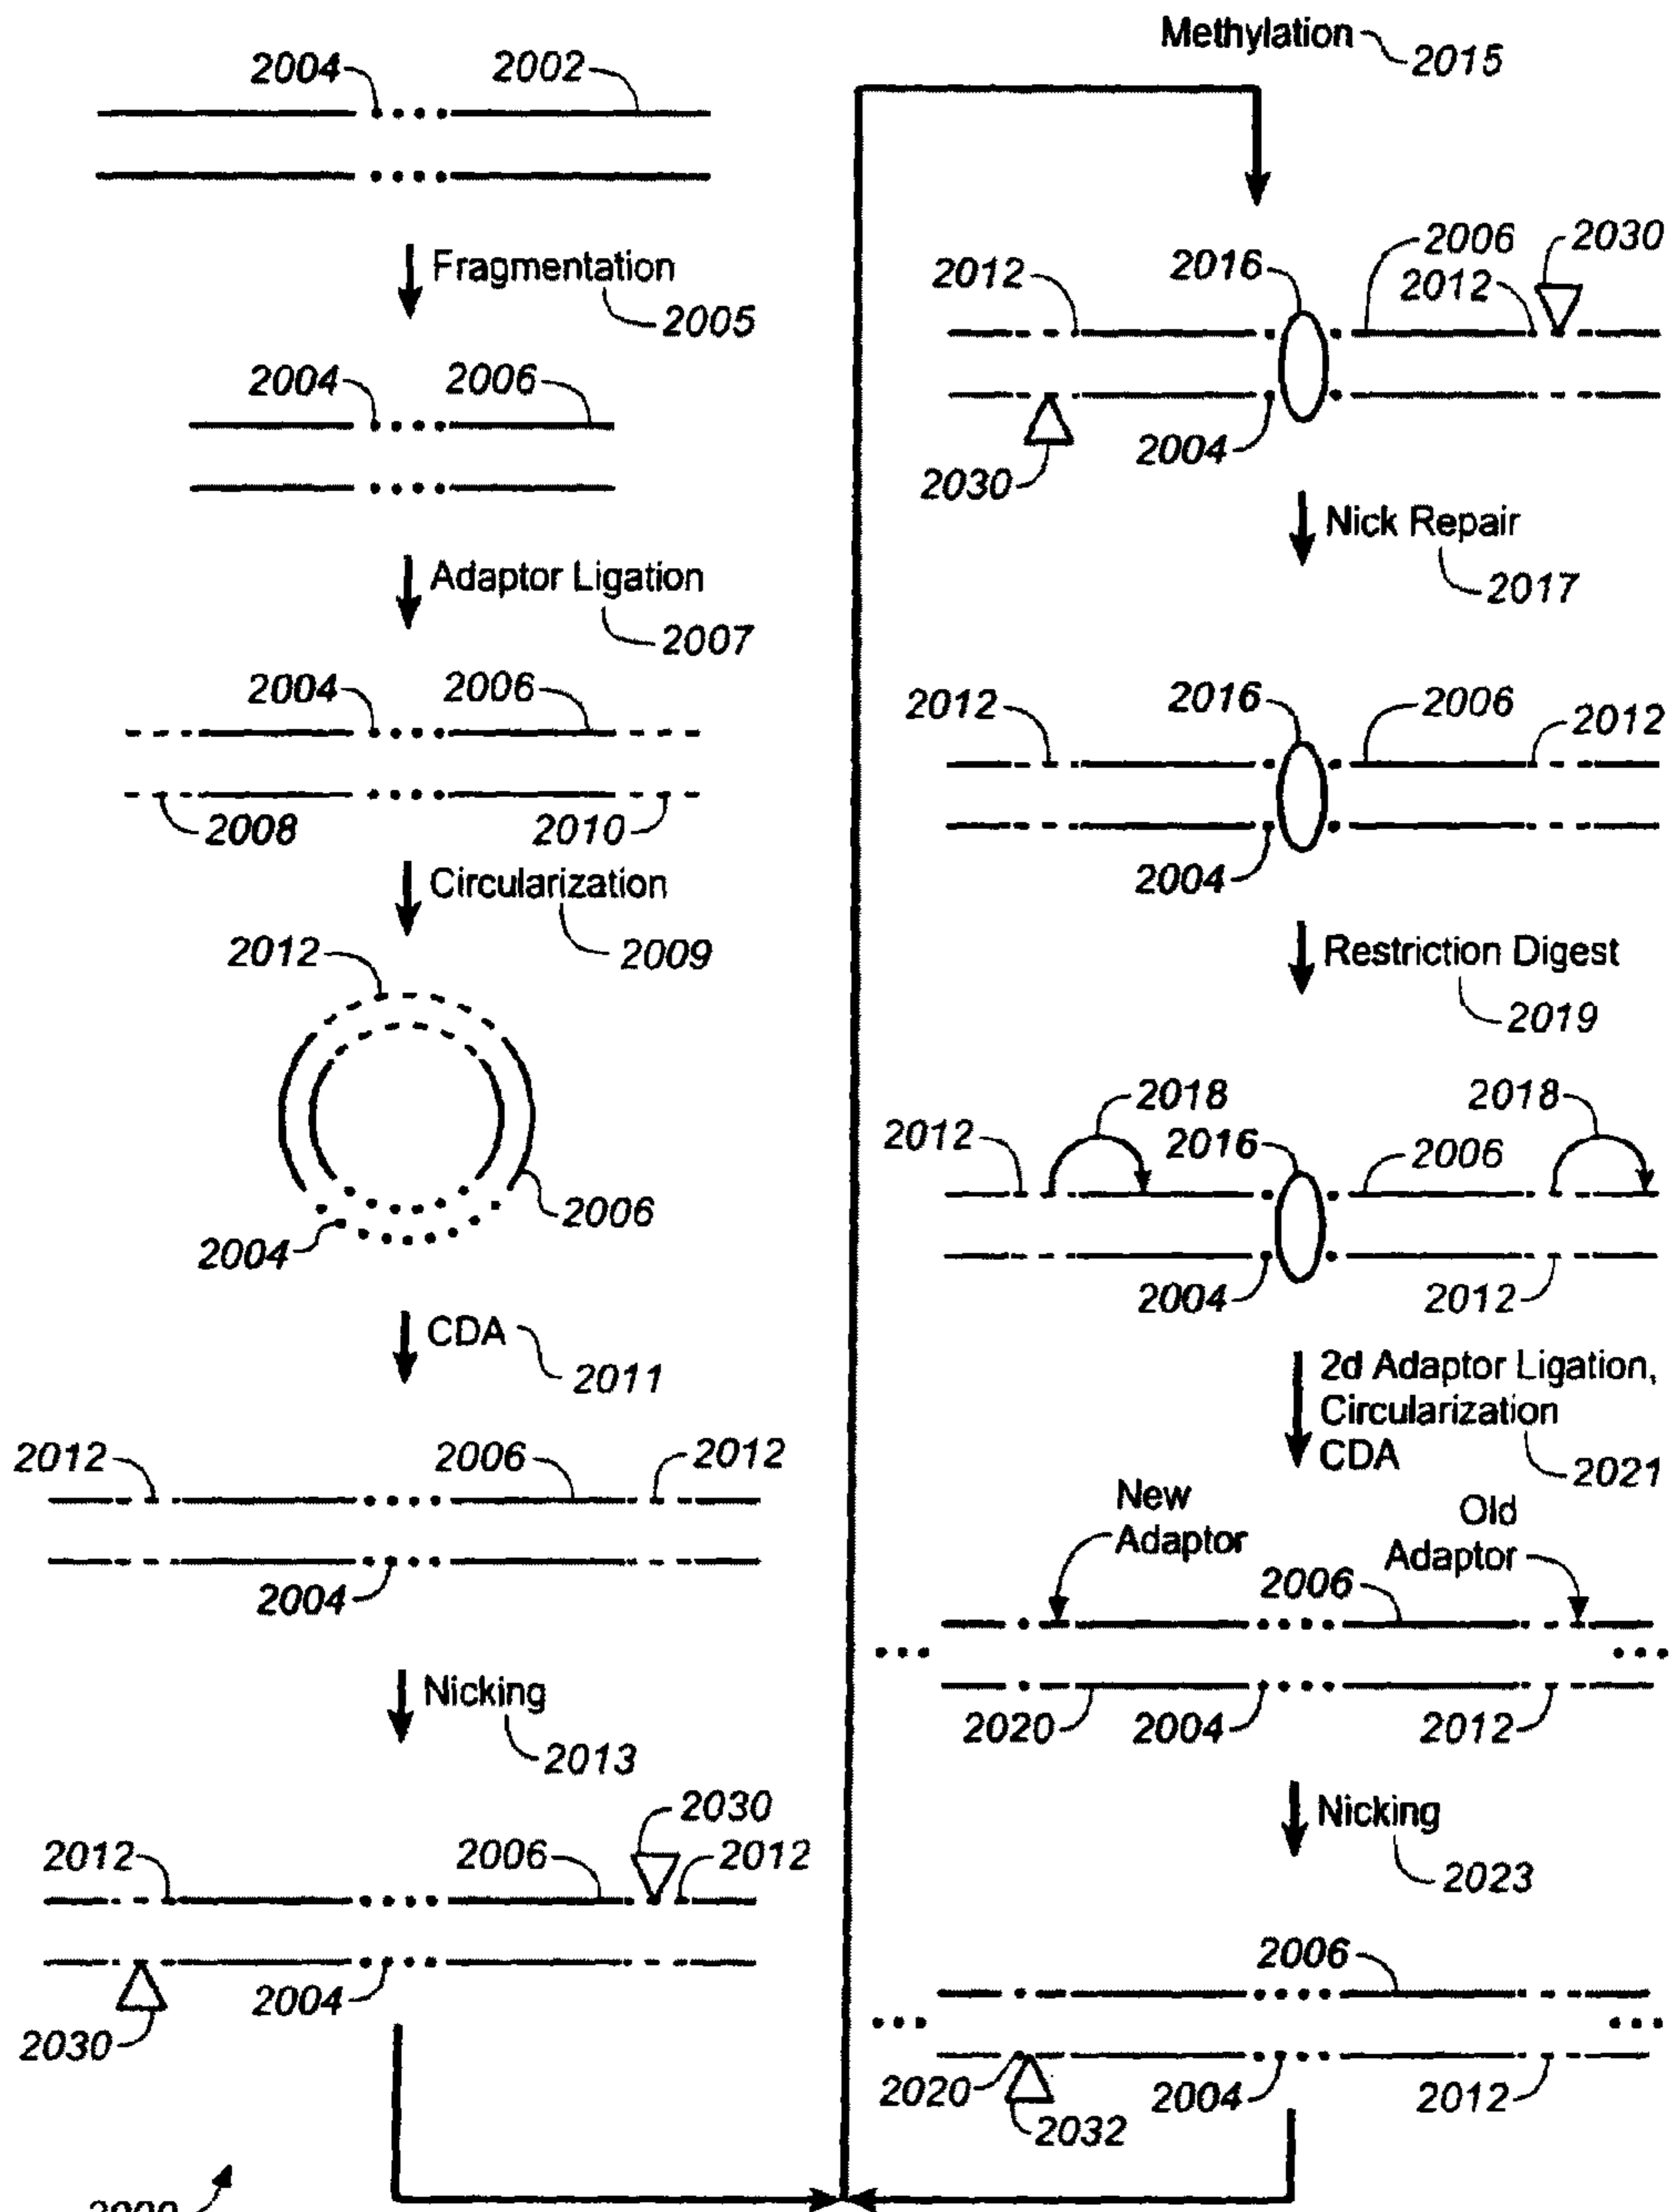 2004 2002
Fragmentation
2005
2004 2006
Adaptor Ligation
2007
2004 2006
2008 2010
Circularization
2009
2012
2006
2004
CDA
2011
2012 2006 2012
2004
Nicking
2013
2030
2012 2006 2012
2004
2030
Methylation
2015
2006 2030
2012 2016 2012
2004
2030
Nick Repair
2017
2012 2016 2006 2012
2004
Restriction Digest
2019
2018 2018
2012 2016 2006
2004 2012
2d Adaptor Ligation,
Circularization
CDA 2021
New
Adaptor
Old
Adaptor
2006
2020 2004 2012
Nicking
2023
2006
2020 2004 2012
2032